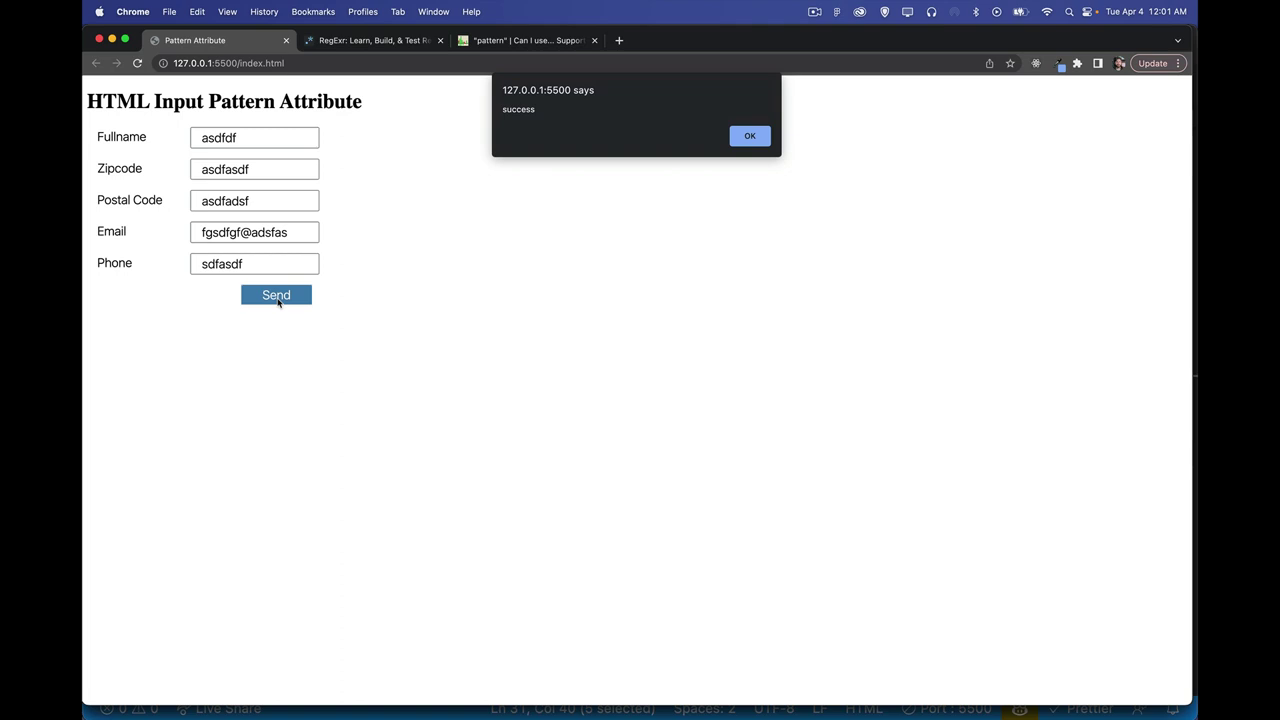 Chrome File Edit View History Bookmarks Profiles Tab Window Help Tue Apr 4 12:01 AM
Pattern Attribute RegExr: Learn, Build, & Test Re "pattern" | Can I use... Support
127.0.0.1:5500/index.html Update
127.0.0.1:5500 says
success
OK
HTML Input Pattern Attribute
Fullname asdfdf
Zipcode asdfasdf
Postal Code asdfadsf
Email fgsdfgf@adsfas
Phone sdfasdf
Send
0 0 Live Share Ln 31, Col 40 (5 selected) Spaces: 2 UTF-8 LF HTML Port : 5500 Prettier